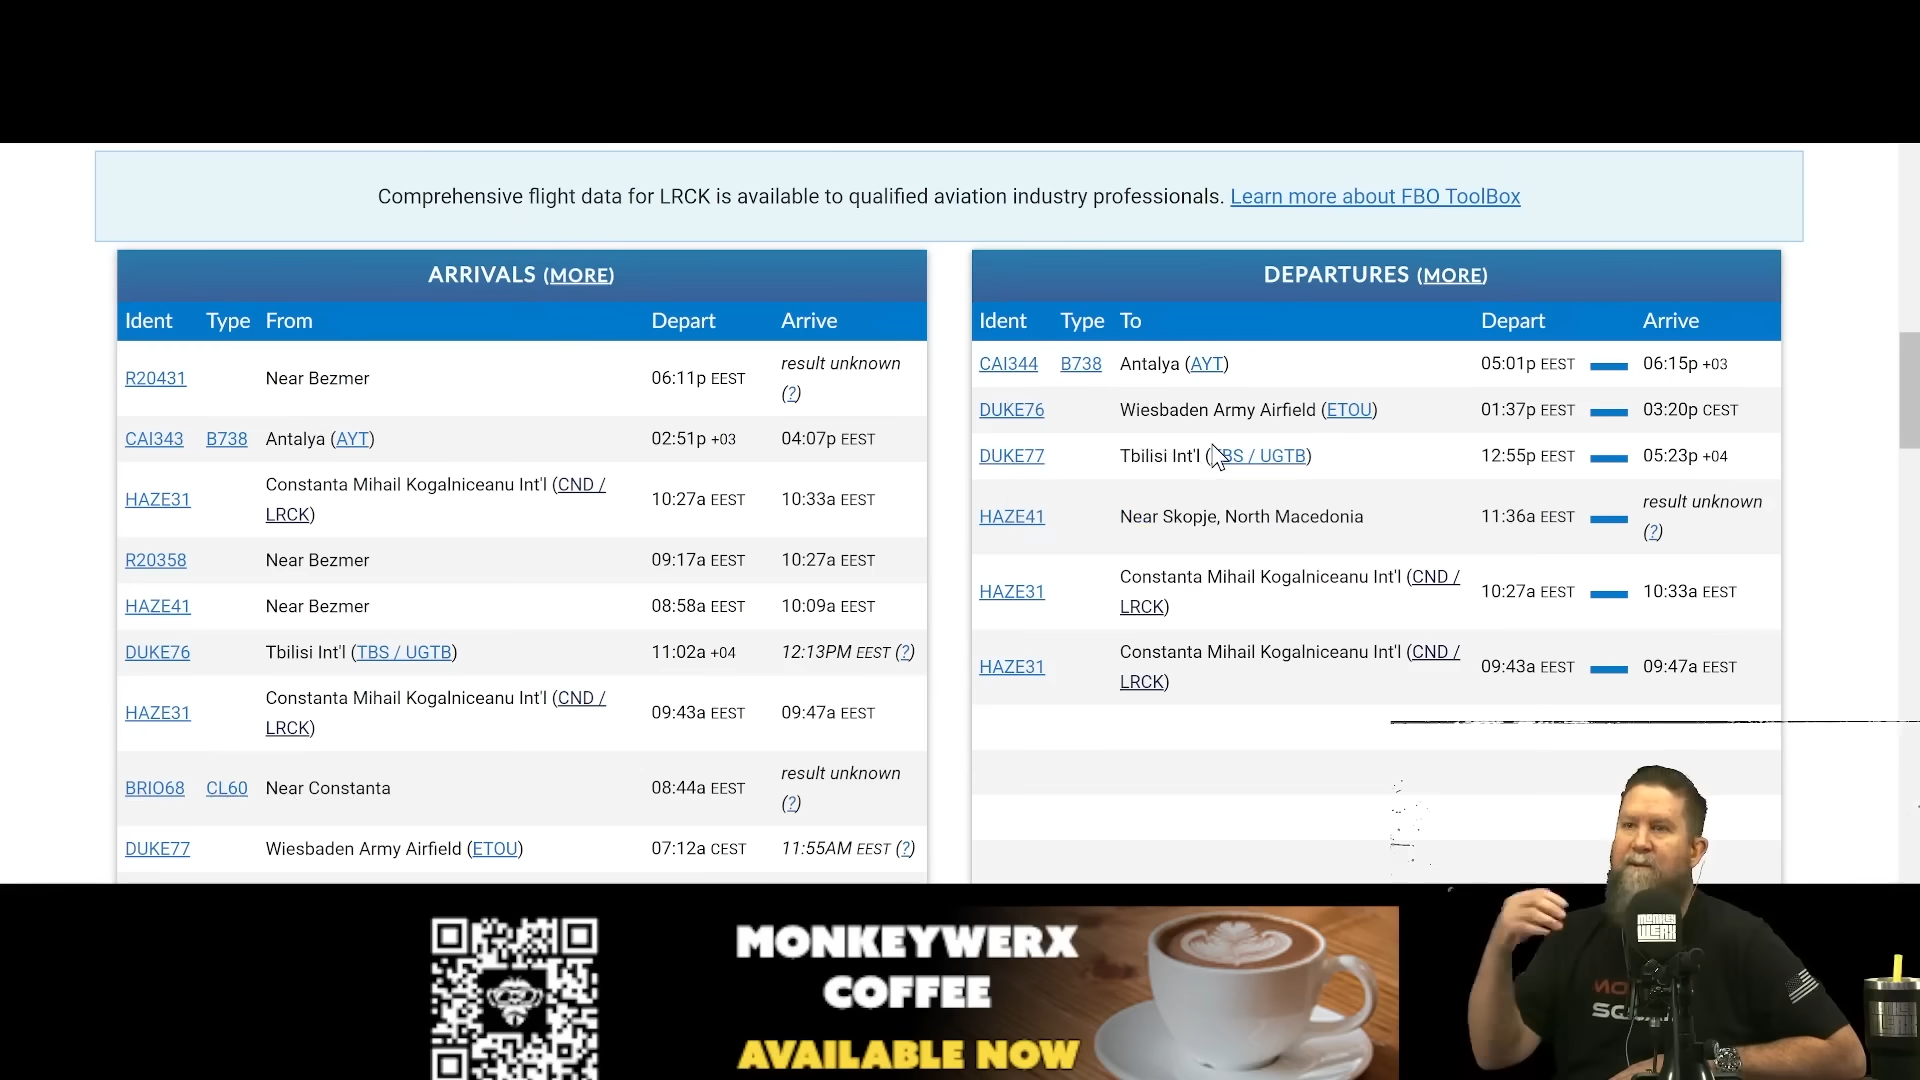 Comprehensive flight data for LRCK is available to qualified aviation industry professionals. Learn more about FBO ToolBox
ARRIVALS (MORE)
Ident Type From Depart Arrive
R20431 Near Bezmer 06:11p EEST result unknown (?)
CAI343 B738 Antalya (AYT) 02:51p +03 04:07p EEST
HAZE31 Constanta Mihail Kogalniceanu Int'l (CND / LRCK) 10:27a EEST 10:33a EEST
R20358 Near Bezmer 09:17a EEST 10:27a EEST
HAZE41 Near Bezmer 08:58a EEST 10:09a EEST
DUKE76 Tbilisi Int'l (TBS / UGTB) 11:02a +04 12:13PM EEST (?)
HAZE31 Constanta Mihail Kogalniceanu Int'l (CND / LRCK) 09:43a EEST 09:47a EEST
BRIO68 CL60 Near Constanta 08:44a EEST result unknown (?)
DUKE77 Wiesbaden Army Airfield (ETOU) 07:12a CEST 11:55AM EEST (?)
DEPARTURES (MORE)
Ident Type To Depart Arrive
CAI344 B738 Antalya (AYT) 05:01p EEST 06:15p +03
DUKE76 Wiesbaden Army Airfield (ETOU) 01:37p EEST 03:20p CEST
DUKE77 Tbilisi Int'l ( BS / UGTB) 12:55p EEST 05:23p +04
HAZE41 Near Skopje, North Macedonia 11:36a EEST result unknown (?)
HAZE31 Constanta Mihail Kogalniceanu Int'l (CND / LRCK) 10:27a EEST 10:33a EEST
HAZE31 Constanta Mihail Kogalniceanu Int'l (CND / LRCK) 09:43a EEST 09:47a EEST
MONKEYWERX
COFFEE
AVAILABLE NOW
MONKEY
WERX